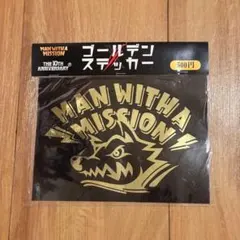 MAN WITH A
MISSION
THE 10TH
ANNIVERSARY
ゴールデン
ステッカー
500円
MAN WITH A
MISSION